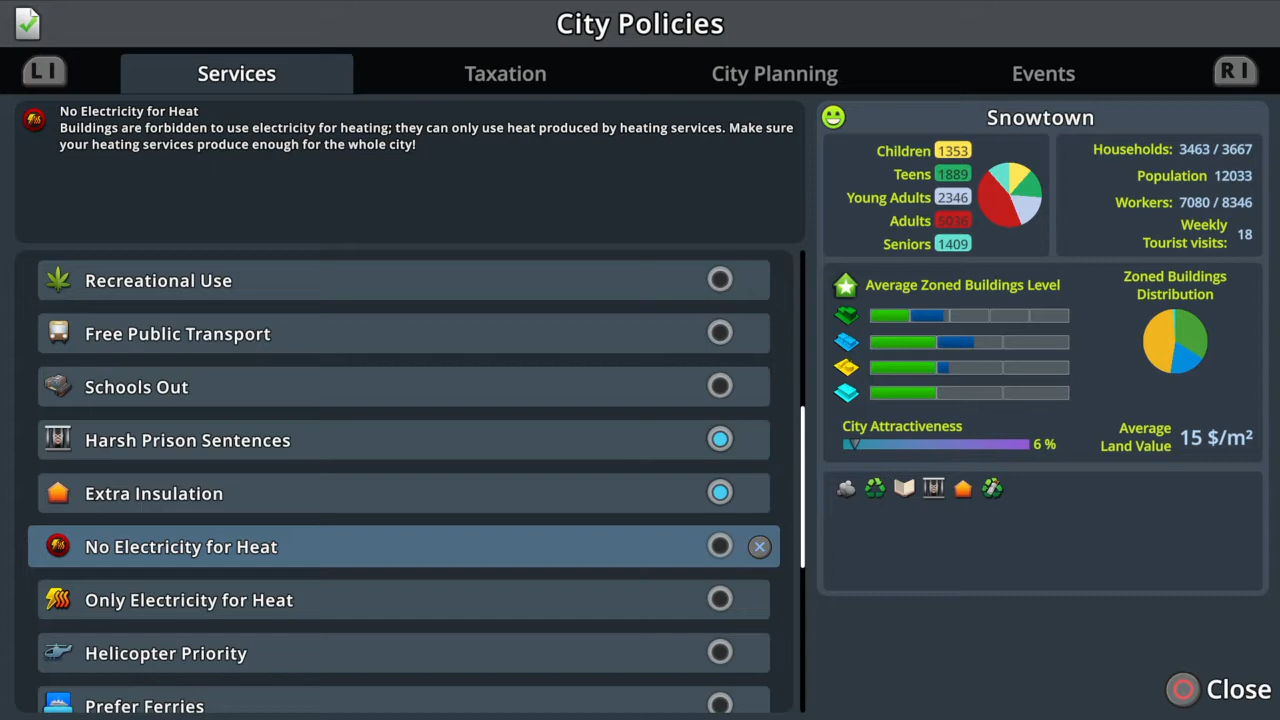 City Policies
L1
Services
Taxation
City Planning
Events
R1
No Electricity for Heat
Buildings are forbidden to use electricity for heating; they can only use heat produced by heating services. Make sure
your heating services produce enough for the whole city!
Recreational Use
Free Public Transport
Schools Out
Harsh Prison Sentences
Extra Insulation
No Electricity for Heat
Only Electricity for Heat
Helicopter Priority
Prefer Ferries
Snowtown
Children 1353
Teens 1889
Young Adults 2346
Adults 5036
Seniors 1409
Households: 3463 / 3667
Population 12033
Workers: 7080 / 8346
Weekly
Tourist visits: 18
Average Zoned Buildings Level
Zoned Buildings
Distribution
City Attractiveness
6 %
Average
Land Value 15 $/m²
Close